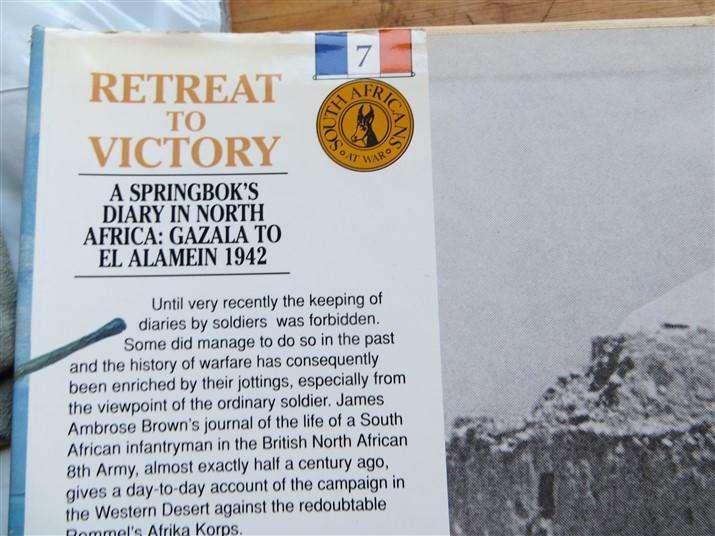 7
RETREAT
TO
VICTORY
SOUTH AFRICANS
AT WAR
A SPRINGBOK'S
DIARY IN NORTH
AFRICA: GAZALA TO
EL ALAMEIN 1942
Until very recently the keeping of
diaries by soldiers was forbidden.
Some did manage to do so in the past
and the history of warfare has consequently
been enriched by their jottings, especially from
the viewpoint of the ordinary soldier. James
Ambrose Brown's journal of the life of a South
African infantryman in the British North African
8th Army, almost exactly half a century ago,
gives a day-to-day account of the campaign in
the Western Desert against the redoubtable
Rommel's Afrika Korps.